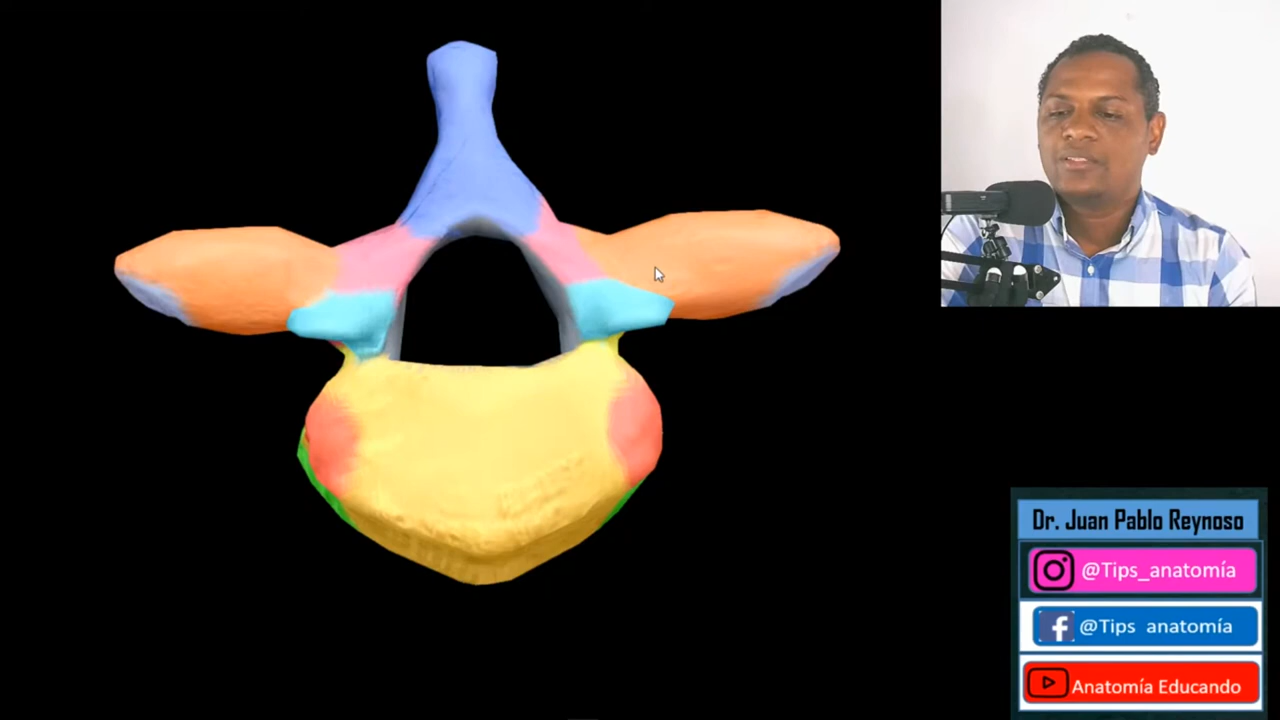 Dr. Juan Pablo Reynoso
@Tips_anatomía
@Tips anatomía
Anatomía Educando